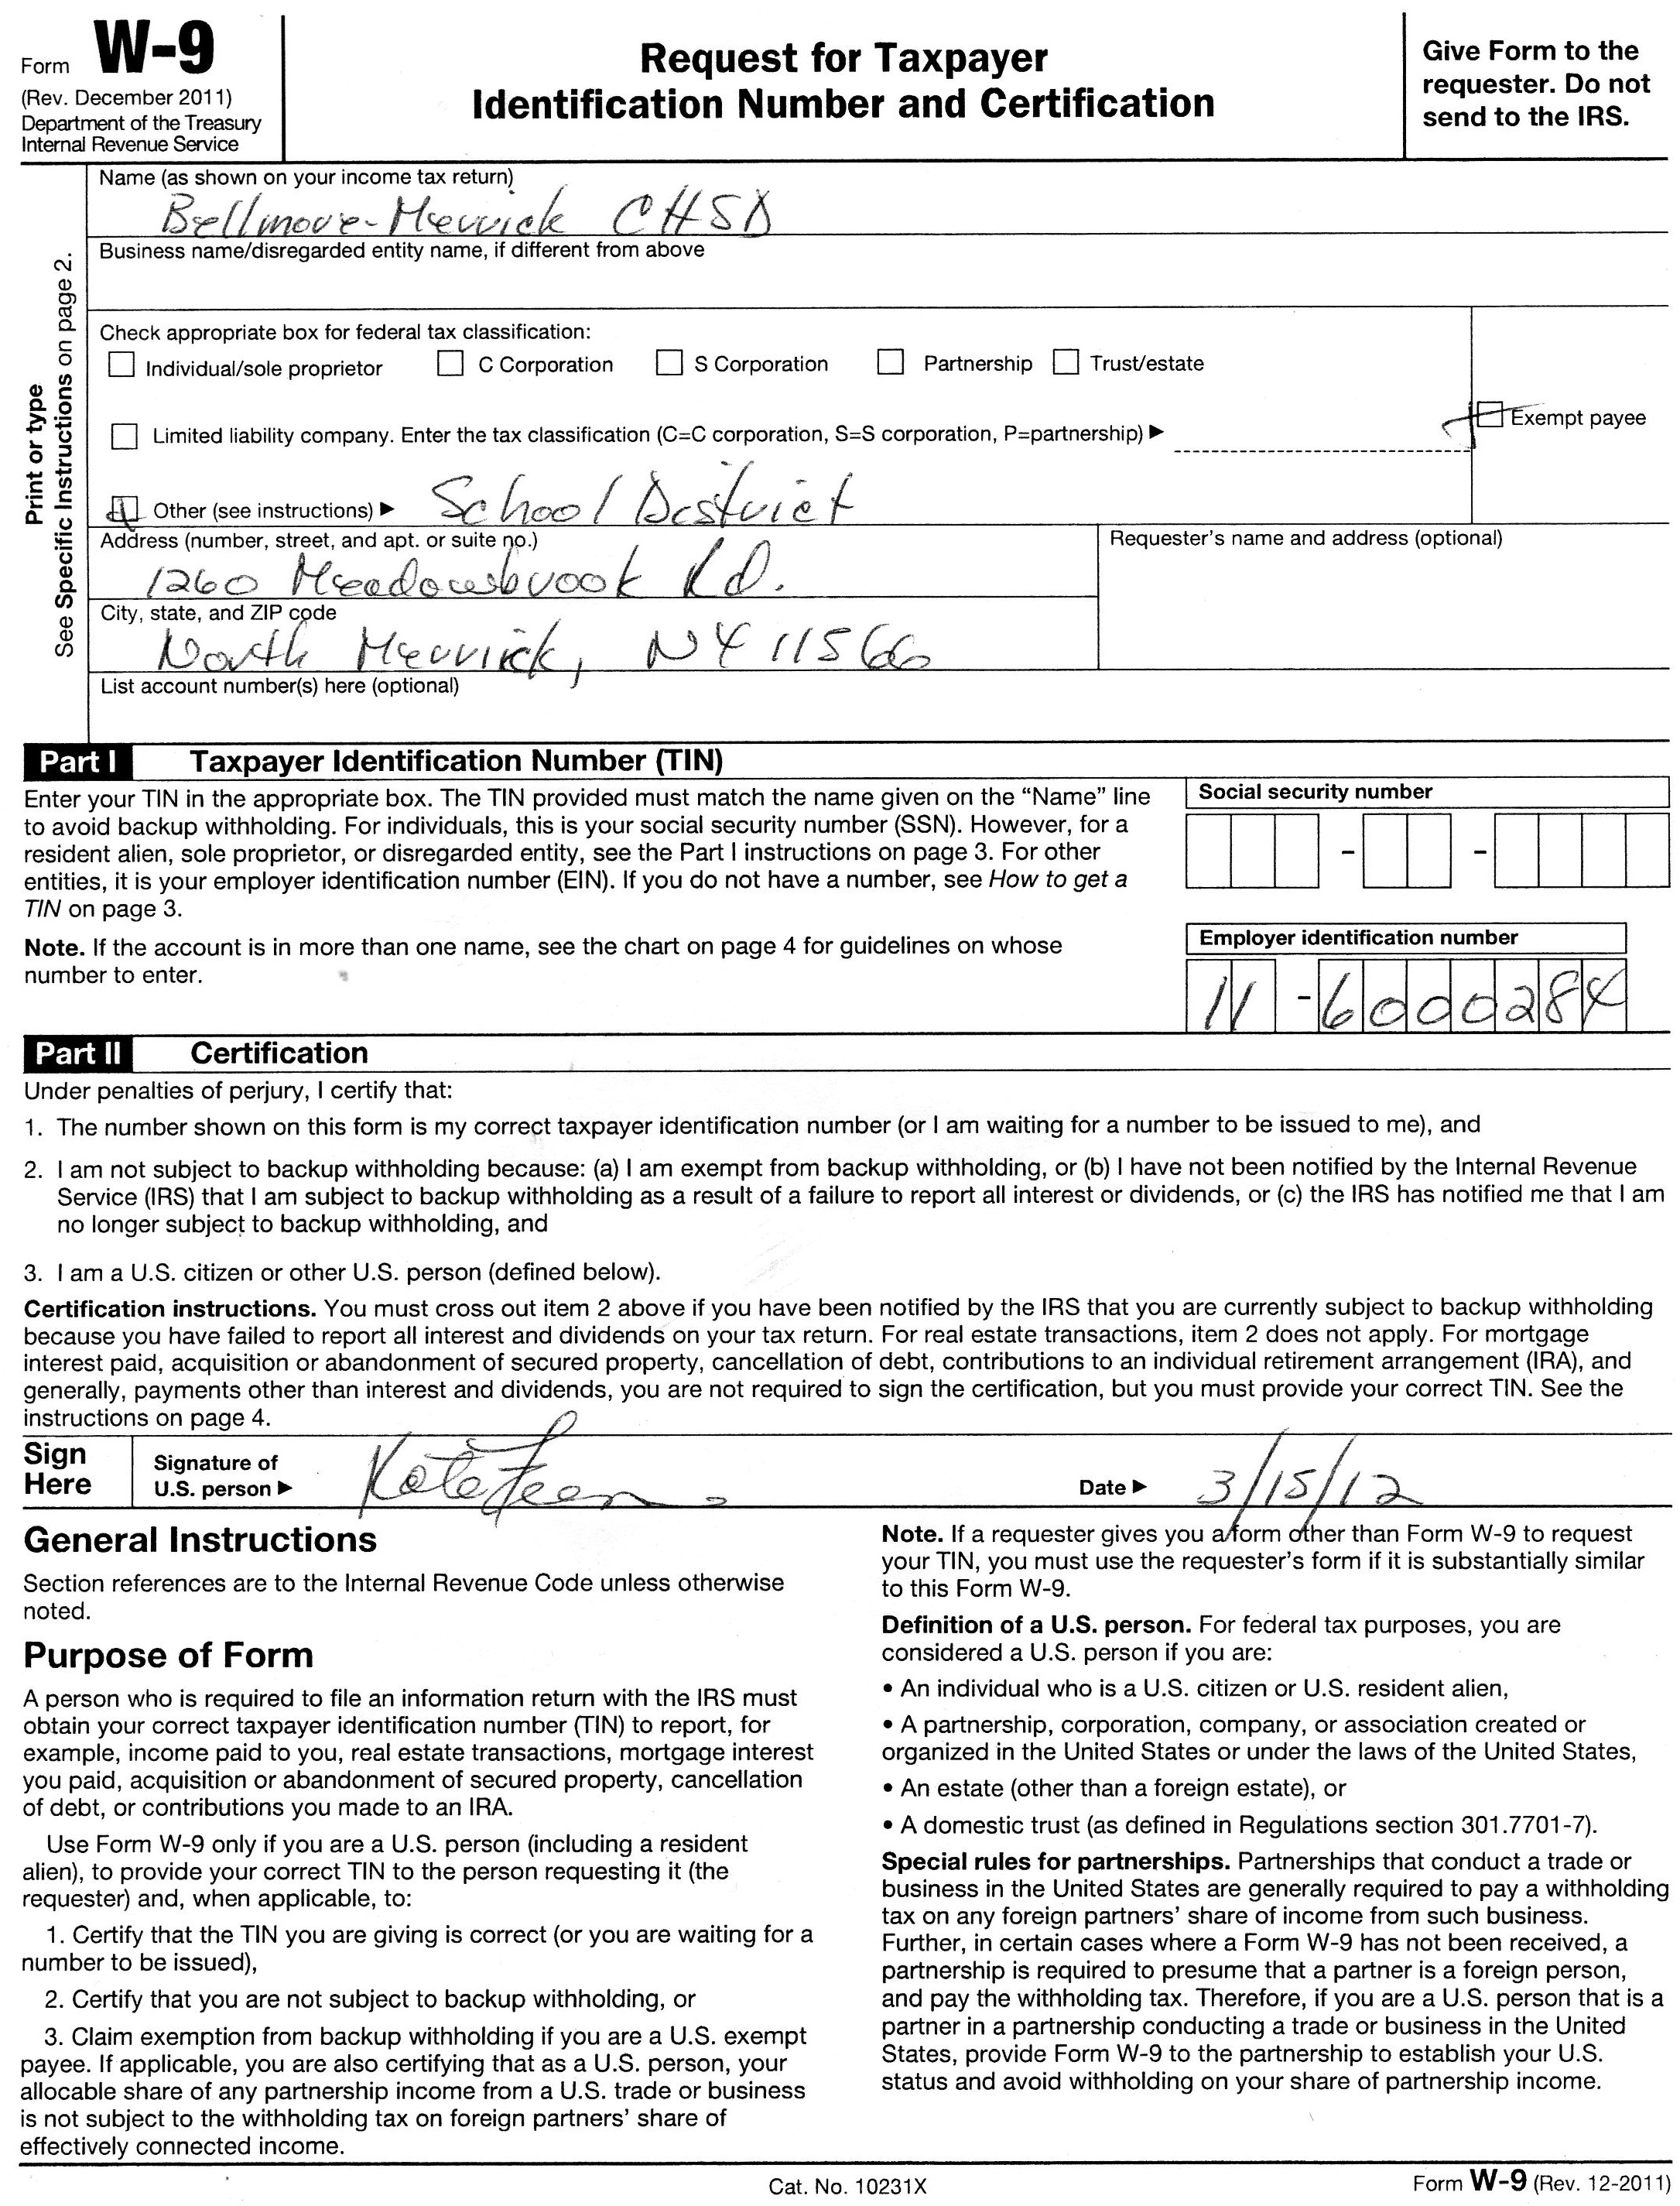 Form W-9
(Rev. December 2011)
Department of the Treasury
Internal Revenue Service
Request for Taxpayer
Identification Number and Certification
Give Form to the
requester. Do not
send to the IRS.
Print or type
See Specific Instructions on page 2.
Name (as shown on your income tax return)
Bellmore-Merrick CHSD
Business name/disregarded entity name, if different from above
Check appropriate box for federal tax classification:
Individual/sole proprietor C Corporation S Corporation Partnership Trust/estate
Limited liability company. Enter the tax classification (C=C corporation, S=S corporation, P=partnership) ▶
Exempt payee
Other (see instructions) ▶ School District
Address (number, street, and apt. or suite no.)
1260 Meadowbrook Rd.
Requester's name and address (optional)
City, state, and ZIP code
North Merrick, NY 11566
List account number(s) here (optional)
Part I Taxpayer Identification Number (TIN)
Enter your TIN in the appropriate box. The TIN provided must match the name given on the "Name" line
to avoid backup withholding. For individuals, this is your social security number (SSN). However, for a
resident alien, sole proprietor, or disregarded entity, see the Part I instructions on page 3. For other
entities, it is your employer identification number (EIN). If you do not have a number, see How to get a
TIN on page 3.
Note. If the account is in more than one name, see the chart on page 4 for guidelines on whose
number to enter.
Social security number
- -
Employer identification number
11-6000284
Part II Certification
Under penalties of perjury, I certify that:
1. The number shown on this form is my correct taxpayer identification number (or I am waiting for a number to be issued to me), and
2. I am not subject to backup withholding because: (a) I am exempt from backup withholding, or (b) I have not been notified by the Internal Revenue
Service (IRS) that I am subject to backup withholding as a result of a failure to report all interest or dividends, or (c) the IRS has notified me that I am
no longer subject to backup withholding, and
3. I am a U.S. citizen or other U.S. person (defined below).
Certification instructions. You must cross out item 2 above if you have been notified by the IRS that you are currently subject to backup withholding
because you have failed to report all interest and dividends on your tax return. For real estate transactions, item 2 does not apply. For mortgage
interest paid, acquisition or abandonment of secured property, cancellation of debt, contributions to an individual retirement arrangement (IRA), and
generally, payments other than interest and dividends, you are not required to sign the certification, but you must provide your correct TIN. See the
instructions on page 4.
Sign
Here
Signature of
U.S. person ▶
Kate
Date ▶ 3/15/12
General Instructions
Section references are to the Internal Revenue Code unless otherwise
noted.
Purpose of Form
A person who is required to file an information return with the IRS must
obtain your correct taxpayer identification number (TIN) to report, for
example, income paid to you, real estate transactions, mortgage interest
you paid, acquisition or abandonment of secured property, cancellation
of debt, or contributions you made to an IRA.
Use Form W-9 only if you are a U.S. person (including a resident
alien), to provide your correct TIN to the person requesting it (the
requester) and, when applicable, to:
1. Certify that the TIN you are giving is correct (or you are waiting for a
number to be issued),
2. Certify that you are not subject to backup withholding, or
3. Claim exemption from backup withholding if you are a U.S. exempt
payee. If applicable, you are also certifying that as a U.S. person, your
allocable share of any partnership income from a U.S. trade or business
is not subject to the withholding tax on foreign partners' share of
effectively connected income.
Note. If a requester gives you a form other than Form W-9 to request
your TIN, you must use the requester's form if it is substantially similar
to this Form W-9.
Definition of a U.S. person. For federal tax purposes, you are
considered a U.S. person if you are:
• An individual who is a U.S. citizen or U.S. resident alien,
• A partnership, corporation, company, or association created or
organized in the United States or under the laws of the United States,
• An estate (other than a foreign estate), or
• A domestic trust (as defined in Regulations section 301.7701-7).
Special rules for partnerships. Partnerships that conduct a trade or
business in the United States are generally required to pay a withholding
tax on any foreign partners' share of income from such business.
Further, in certain cases where a Form W-9 has not been received, a
partnership is required to presume that a partner is a foreign person,
and pay the withholding tax. Therefore, if you are a U.S. person that is a
partner in a partnership conducting a trade or business in the United
States, provide Form W-9 to the partnership to establish your U.S.
status and avoid withholding on your share of partnership income.
Cat. No. 10231X
Form W-9 (Rev. 12-2011)